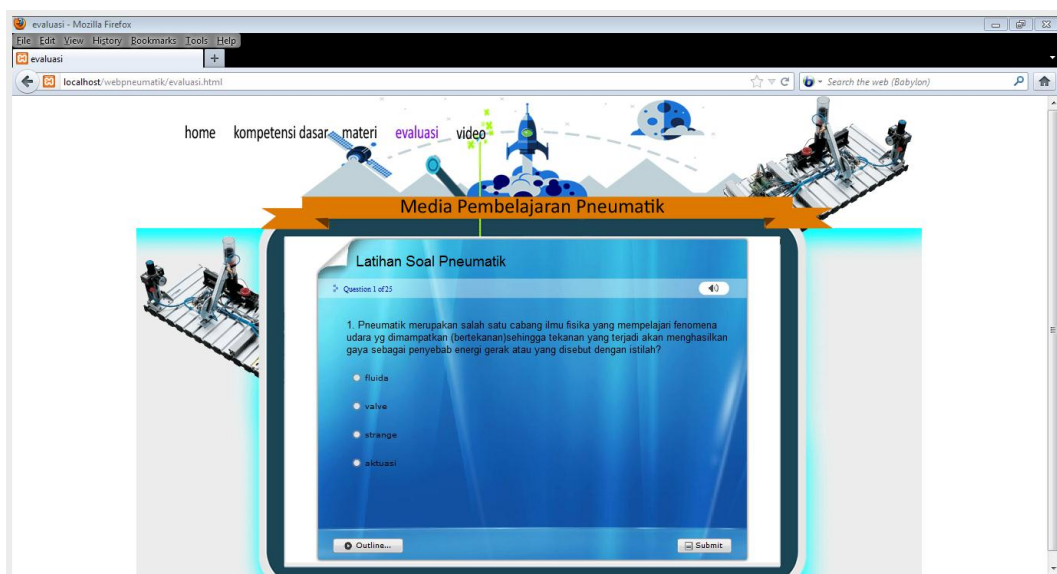 evaluasi - Mozilla Firefox
File Edit View History Bookmarks Tools Help
evaluasi
localhost/webpneumatik/evaluasi.html
Search the web (Babylon)
home kompetensi dasar materi evaluasi video
Media Pembelajaran Pneumatik
Latihan Soal Pneumatik
Question 1 of 25
1. Pneumatik merupakan salah satu cabang ilmu fisika yang mempelajari fenomena
udara yg dimampatkan (bertekanan)sehingga tekanan yang terjadi akan menghasilkan
gaya sebagai penyebab energi gerak atau yang disebut dengan istilah?
fluida
valve
strange
aktuasi
Outline...
Submit